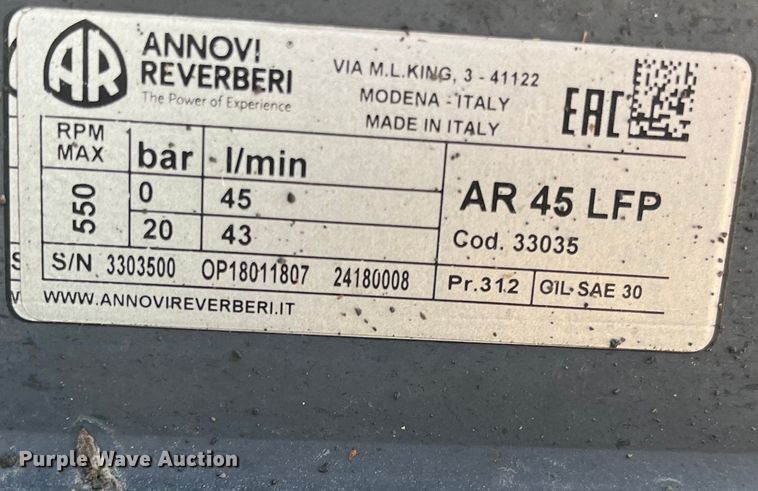 AR
ANNOVI
REVERBERI
The Power of Experience
VIA M.L.KING, 3 - 41122
MODENA - ITALY
MADE IN ITALY
EAC
RPM
MAX
bar
l/min
550
0
45
20
43
AR 45 LFP
Cod. 33035
S/N 3303500 OP18011807 24180008
Pr.312
OIL SAE 30
WWW.ANNOVIREVERBERI.IT
Purple Wave Auction